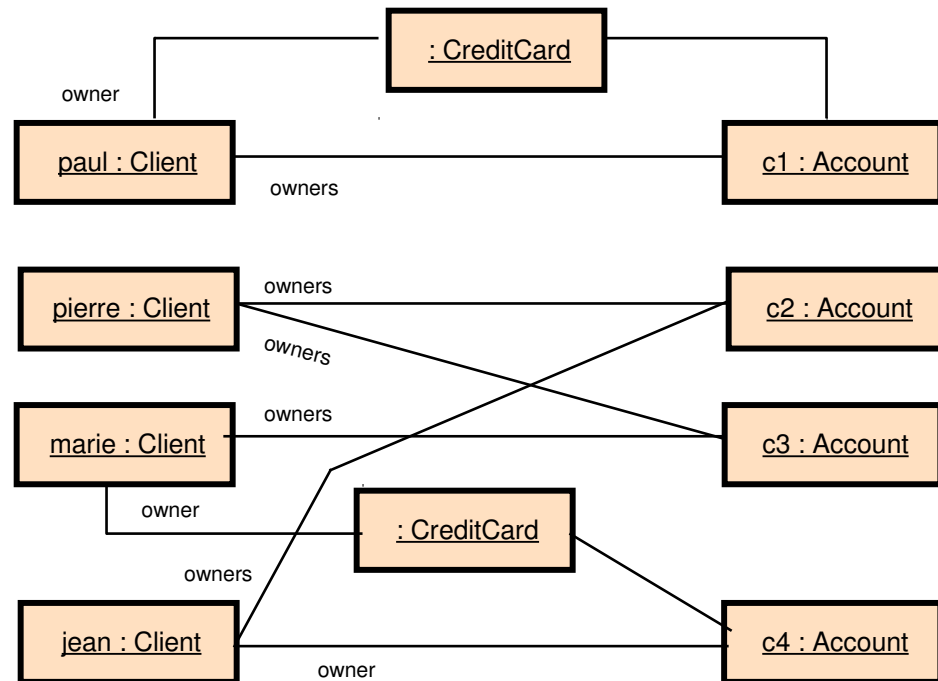 : CreditCard
owner
paul : Client
c1 : Account
owners
pierre : Client
owners
c2 : Account
owners
marie : Client
owners
c3 : Account
owner
: CreditCard
owners
jean : Client
c4 : Account
owner